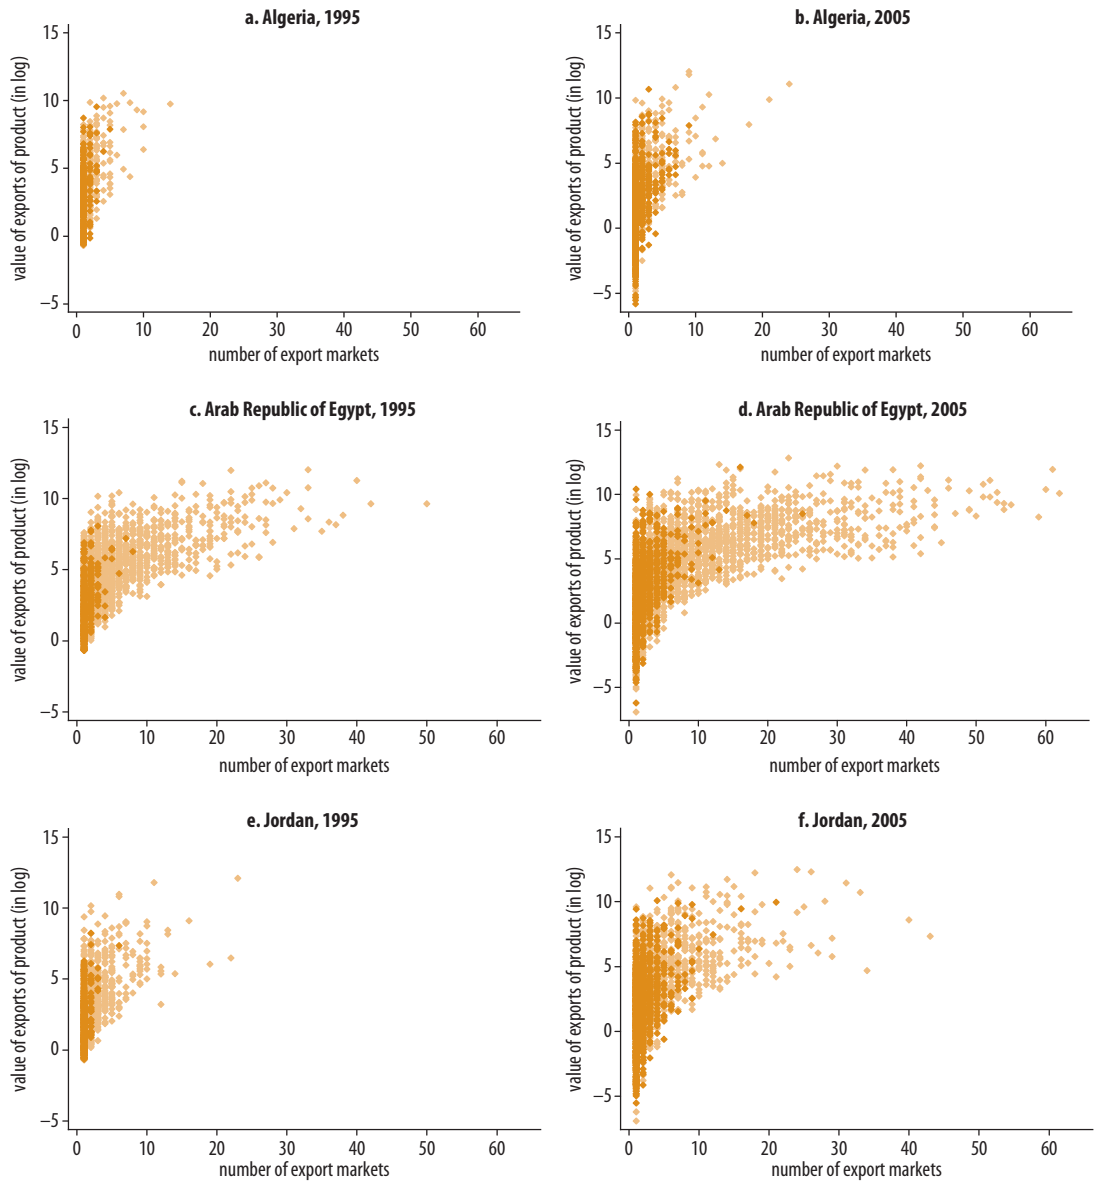 a. Algeria, 1995
15
10
5
0
−5
value of exports of product (in log)
0 10 20 30 40 50 60
number of export markets
b. Algeria, 2005
15
10
5
0
−5
value of exports of product (in log)
0 10 20 30 40 50 60
number of export markets
c. Arab Republic of Egypt, 1995
15
10
5
0
−5
value of exports of product (in log)
0 10 20 30 40 50 60
number of export markets
d. Arab Republic of Egypt, 2005
15
10
5
0
−5
value of exports of product (in log)
0 10 20 30 40 50 60
number of export markets
e. Jordan, 1995
15
10
5
0
−5
value of exports of product (in log)
0 10 20 30 40 50 60
number of export markets
f. Jordan, 2005
15
10
5
0
−5
value of exports of product (in log)
0 10 20 30 40 50 60
number of export markets